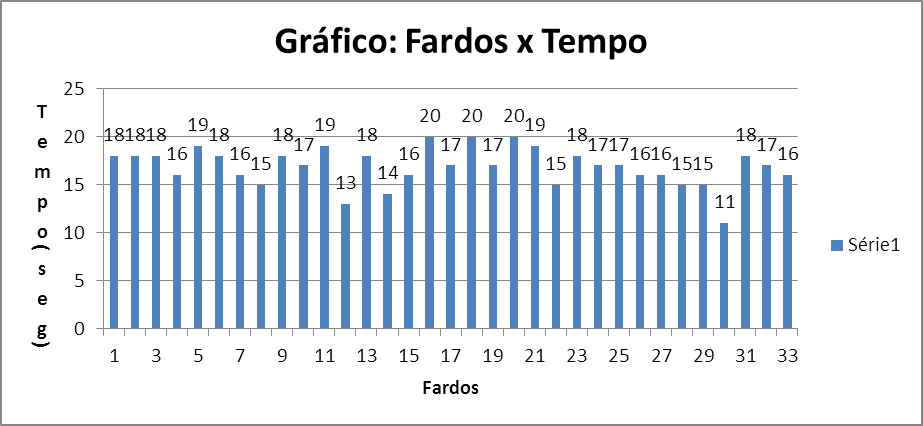 Gráfico: Fardos x Tempo
Tempo(seg)
25
20
15
10
5
0
18 18 18 16 19 18 16 15 18 17 19 13 18 14 16 20 17 20 17 20 19 15 18 17 17 16 16 15 15 11 18 17 16
1 3 5 7 9 11 13 15 17 19 21 23 25 27 29 31 33
Fardos
Série1